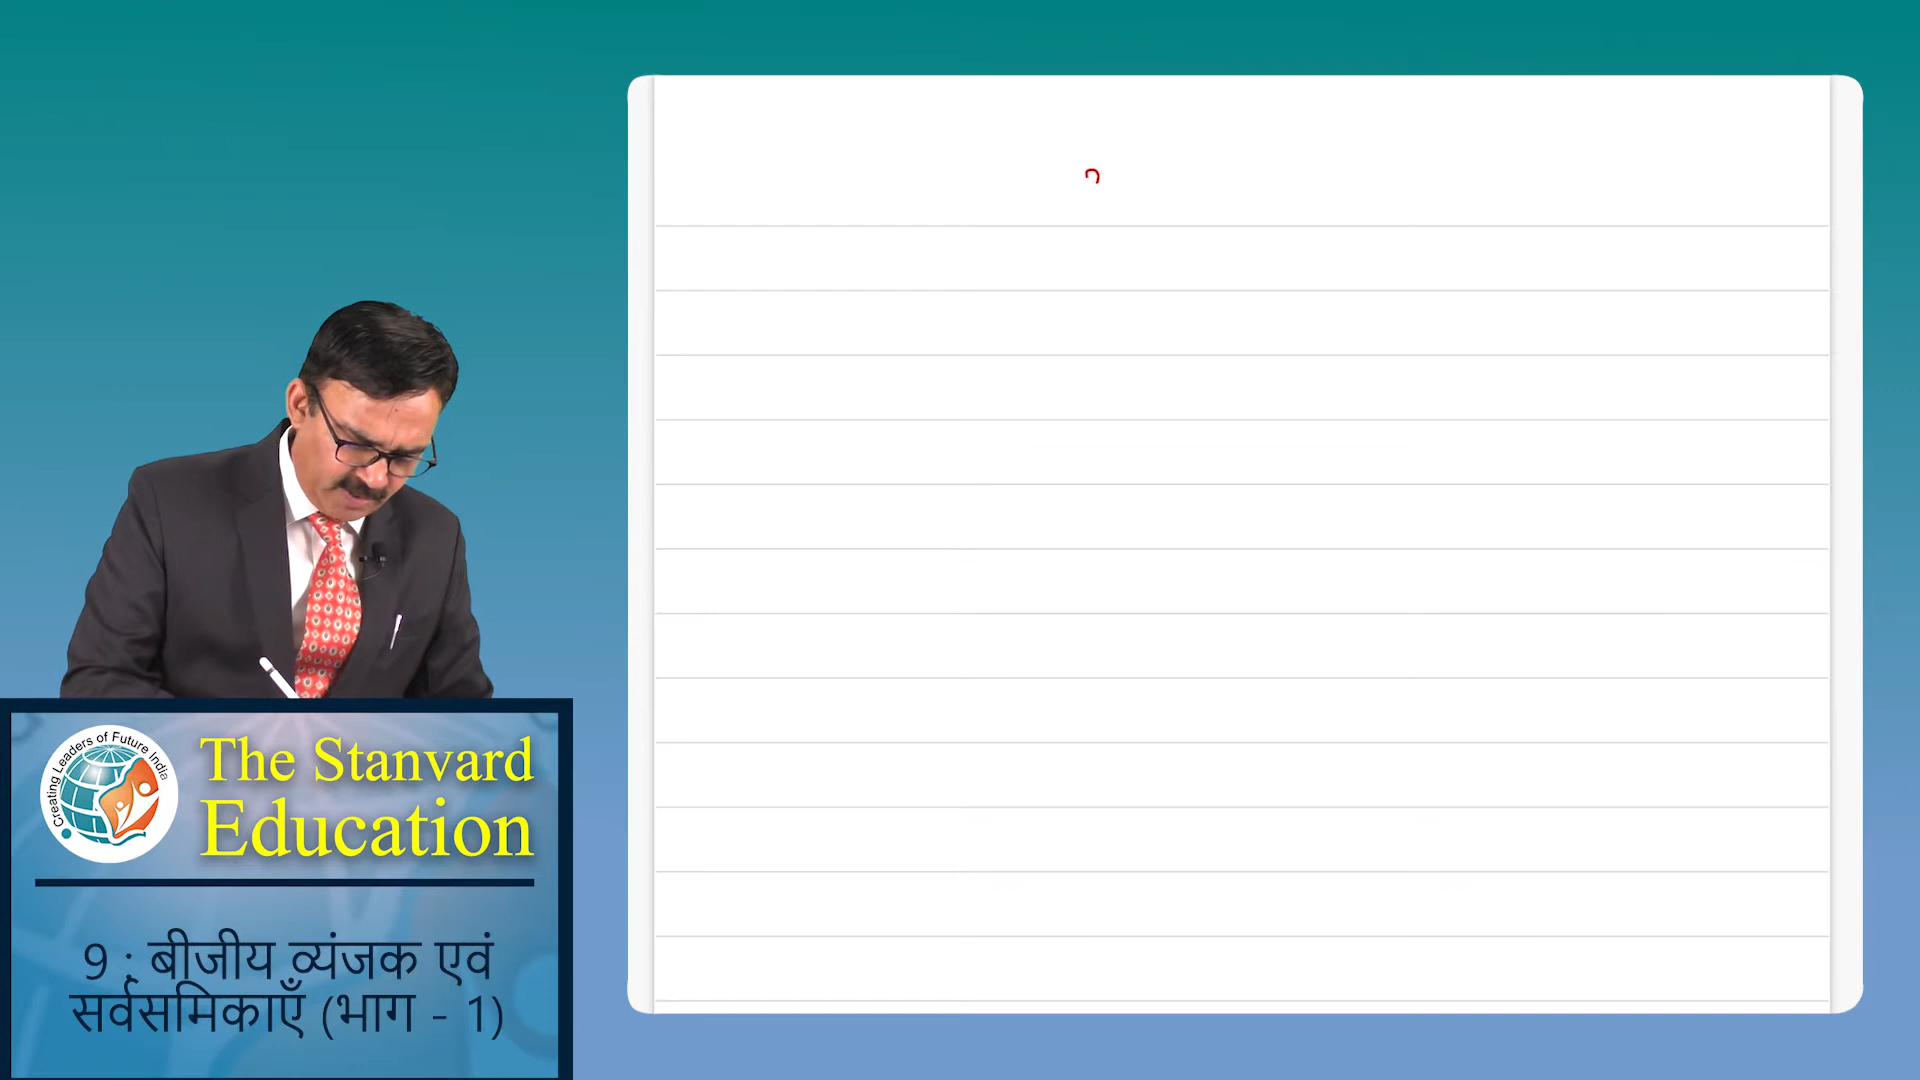 Creating Leaders of Future India
The Stanvard
Education
9 : बीजीय व्यंजक एवं
सर्वसमिकाएँ (भाग - 1)